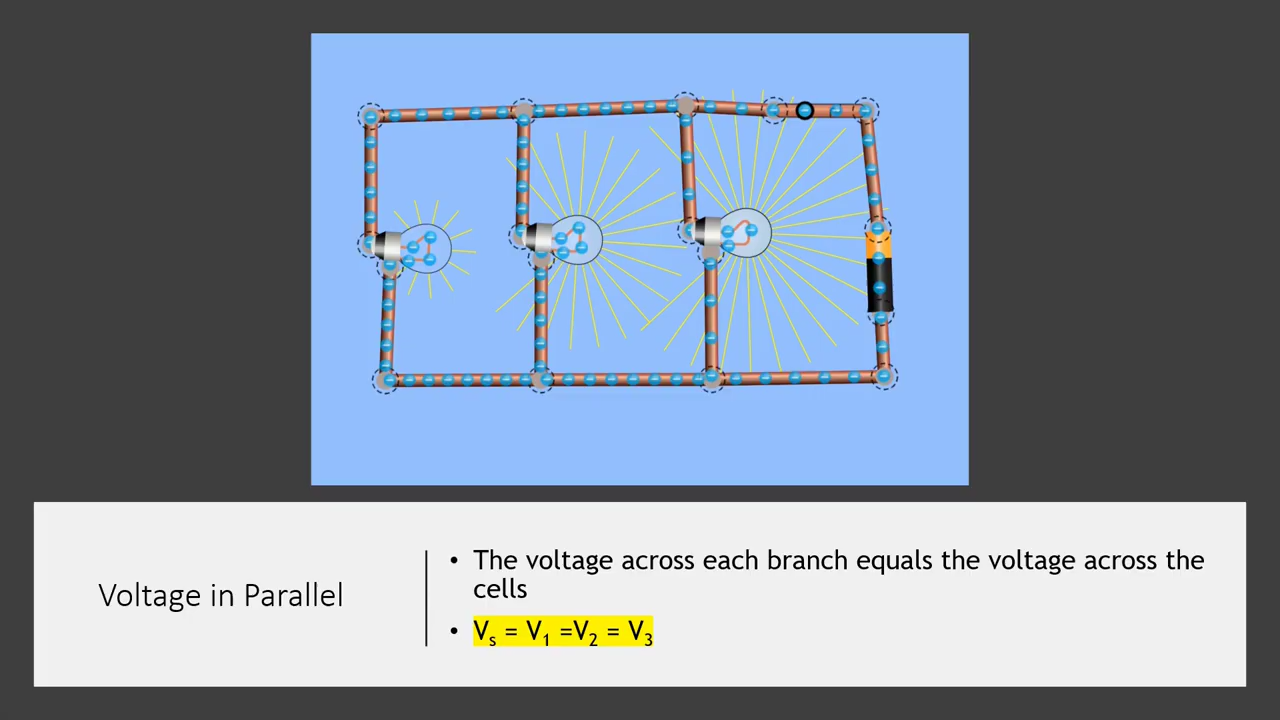 Voltage in Parallel
• The voltage across each branch equals the voltage across the
cells
• Vₛ = V₁ =V₂ = V₃